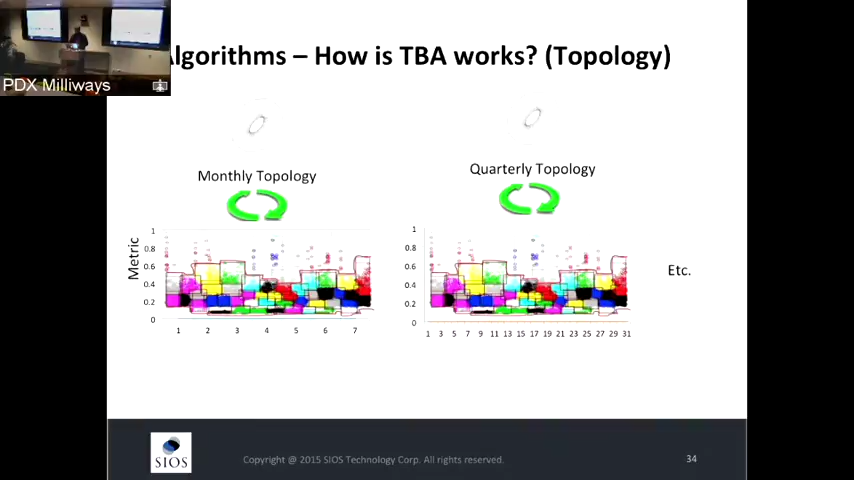 lgorithms – How is TBA works? (Topology)
PDX Milliways
Monthly Topology
Quarterly Topology
Metric
1
0.8
0.6
0.4
0.2
0
1 2 3 4 5 6 7
1
0.8
0.6
0.4
0.2
0
1 3 5 7 9 11 13 15 17 19 21 23 25 27 29 31
Etc.
SIOS
Copyright @ 2015 SIOS Technology Corp. All rights reserved.
34